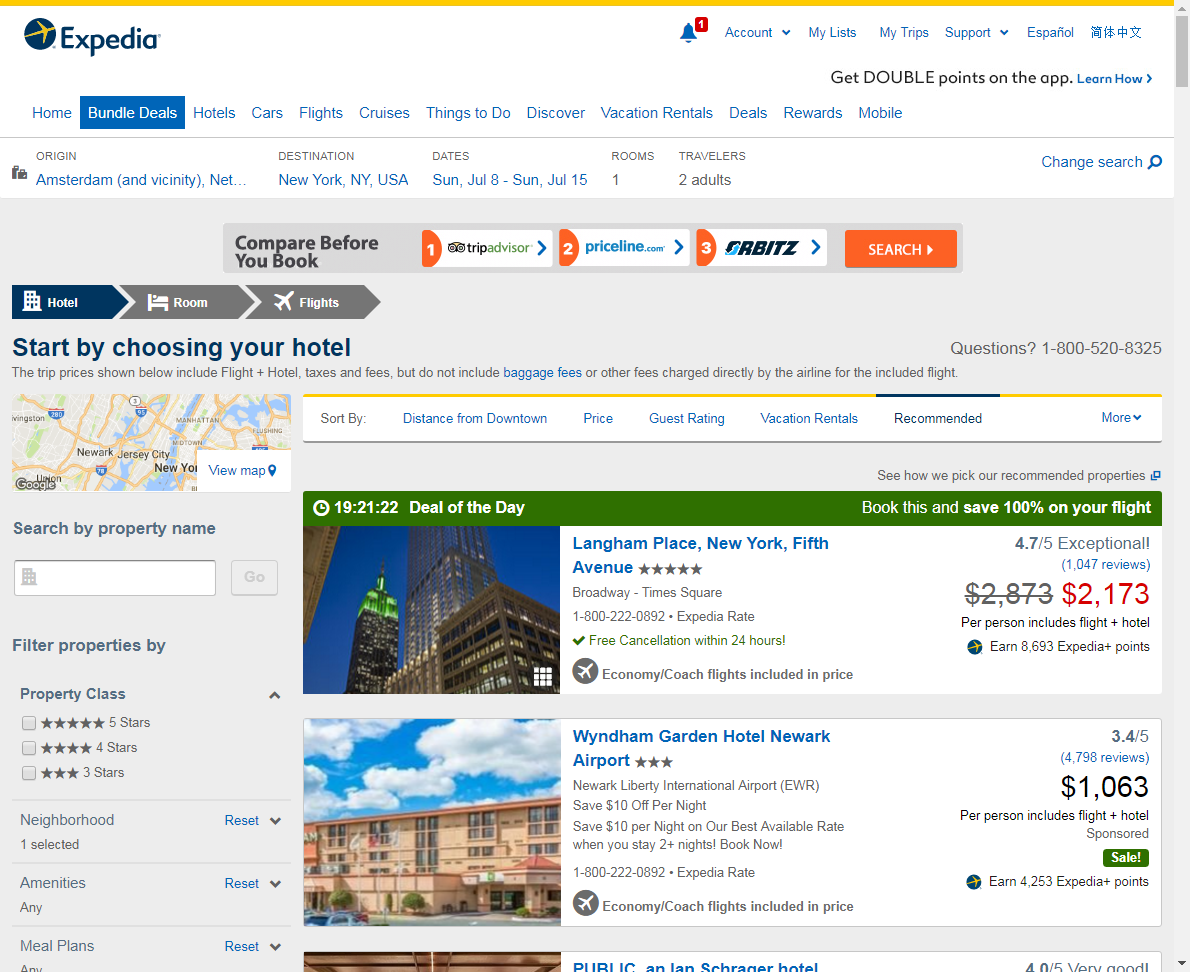 Expedia
1
Account
My Lists
My Trips
Support
Español
简体中文
Get DOUBLE points on the app. Learn How
Home
Bundle Deals
Hotels
Cars
Flights
Cruises
Things to Do
Discover
Vacation Rentals
Deals
Rewards
Mobile
ORIGIN
Amsterdam (and vicinity), Net...
DESTINATION
New York, NY, USA
DATES
Sun, Jul 8 - Sun, Jul 15
ROOMS
1
TRAVELERS
2 adults
Change search
Compare Before
You Book
1 tripadvisor
2 priceline.com
3 ORBITZ
SEARCH
Hotel
Room
Flights
Start by choosing your hotel
Questions? 1-800-520-8325
The trip prices shown below include Flight + Hotel, taxes and fees, but do not include baggage fees or other fees charged directly by the airline for the included flight.
vingston
280
3
95
MANHATTAN
FLUSHING
MIDTOWN
Newark
Jersey City
New Yor
78
Union
Google
View map
Sort By:
Distance from Downtown
Price
Guest Rating
Vacation Rentals
Recommended
More
See how we pick our recommended properties
Search by property name
Go
Filter properties by
Property Class
5 Stars
4 Stars
3 Stars
Neighborhood
Reset
1 selected
Amenities
Reset
Any
Meal Plans
Reset
Any
19:21:22 Deal of the Day
Book this and save 100% on your flight
Langham Place, New York, Fifth
Avenue
Broadway - Times Square
1-800-222-0892 • Expedia Rate
Free Cancellation within 24 hours!
Economy/Coach flights included in price
4.7/5 Exceptional!
(1,047 reviews)
$2,873 $2,173
Per person includes flight + hotel
Earn 8,693 Expedia+ points
Wyndham Garden Hotel Newark
Airport
Newark Liberty International Airport (EWR)
Save $10 Off Per Night
Save $10 per Night on Our Best Available Rate
when you stay 2+ nights! Book Now!
1-800-222-0892 • Expedia Rate
Economy/Coach flights included in price
3.4/5
(4,798 reviews)
$1,063
Per person includes flight + hotel
Sponsored
Sale!
Earn 4,253 Expedia+ points
PUBLIC, an Ian Schrager hotel
4.0/5 Very good!